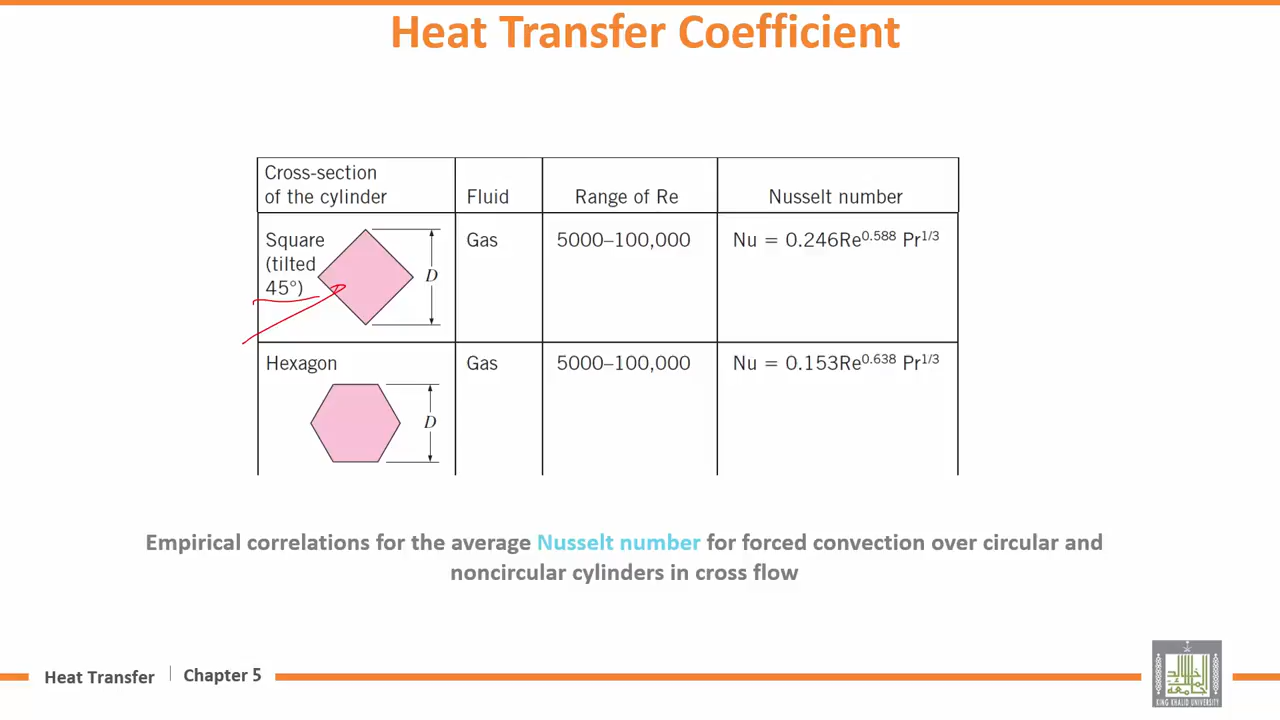 Heat Transfer Coefficient
Cross-section
of the cylinder
Fluid
Range of Re
Nusselt number
Square
(tilted
45°)
D
Gas
5000–100,000
Nu = 0.246Re^0.588 Pr^1/3
Hexagon
D
Gas
5000–100,000
Nu = 0.153Re^0.638 Pr^1/3
Empirical correlations for the average Nusselt number for forced convection over circular and
noncircular cylinders in cross flow
Heat Transfer | Chapter 5
KING KHALID UNIVERSITY